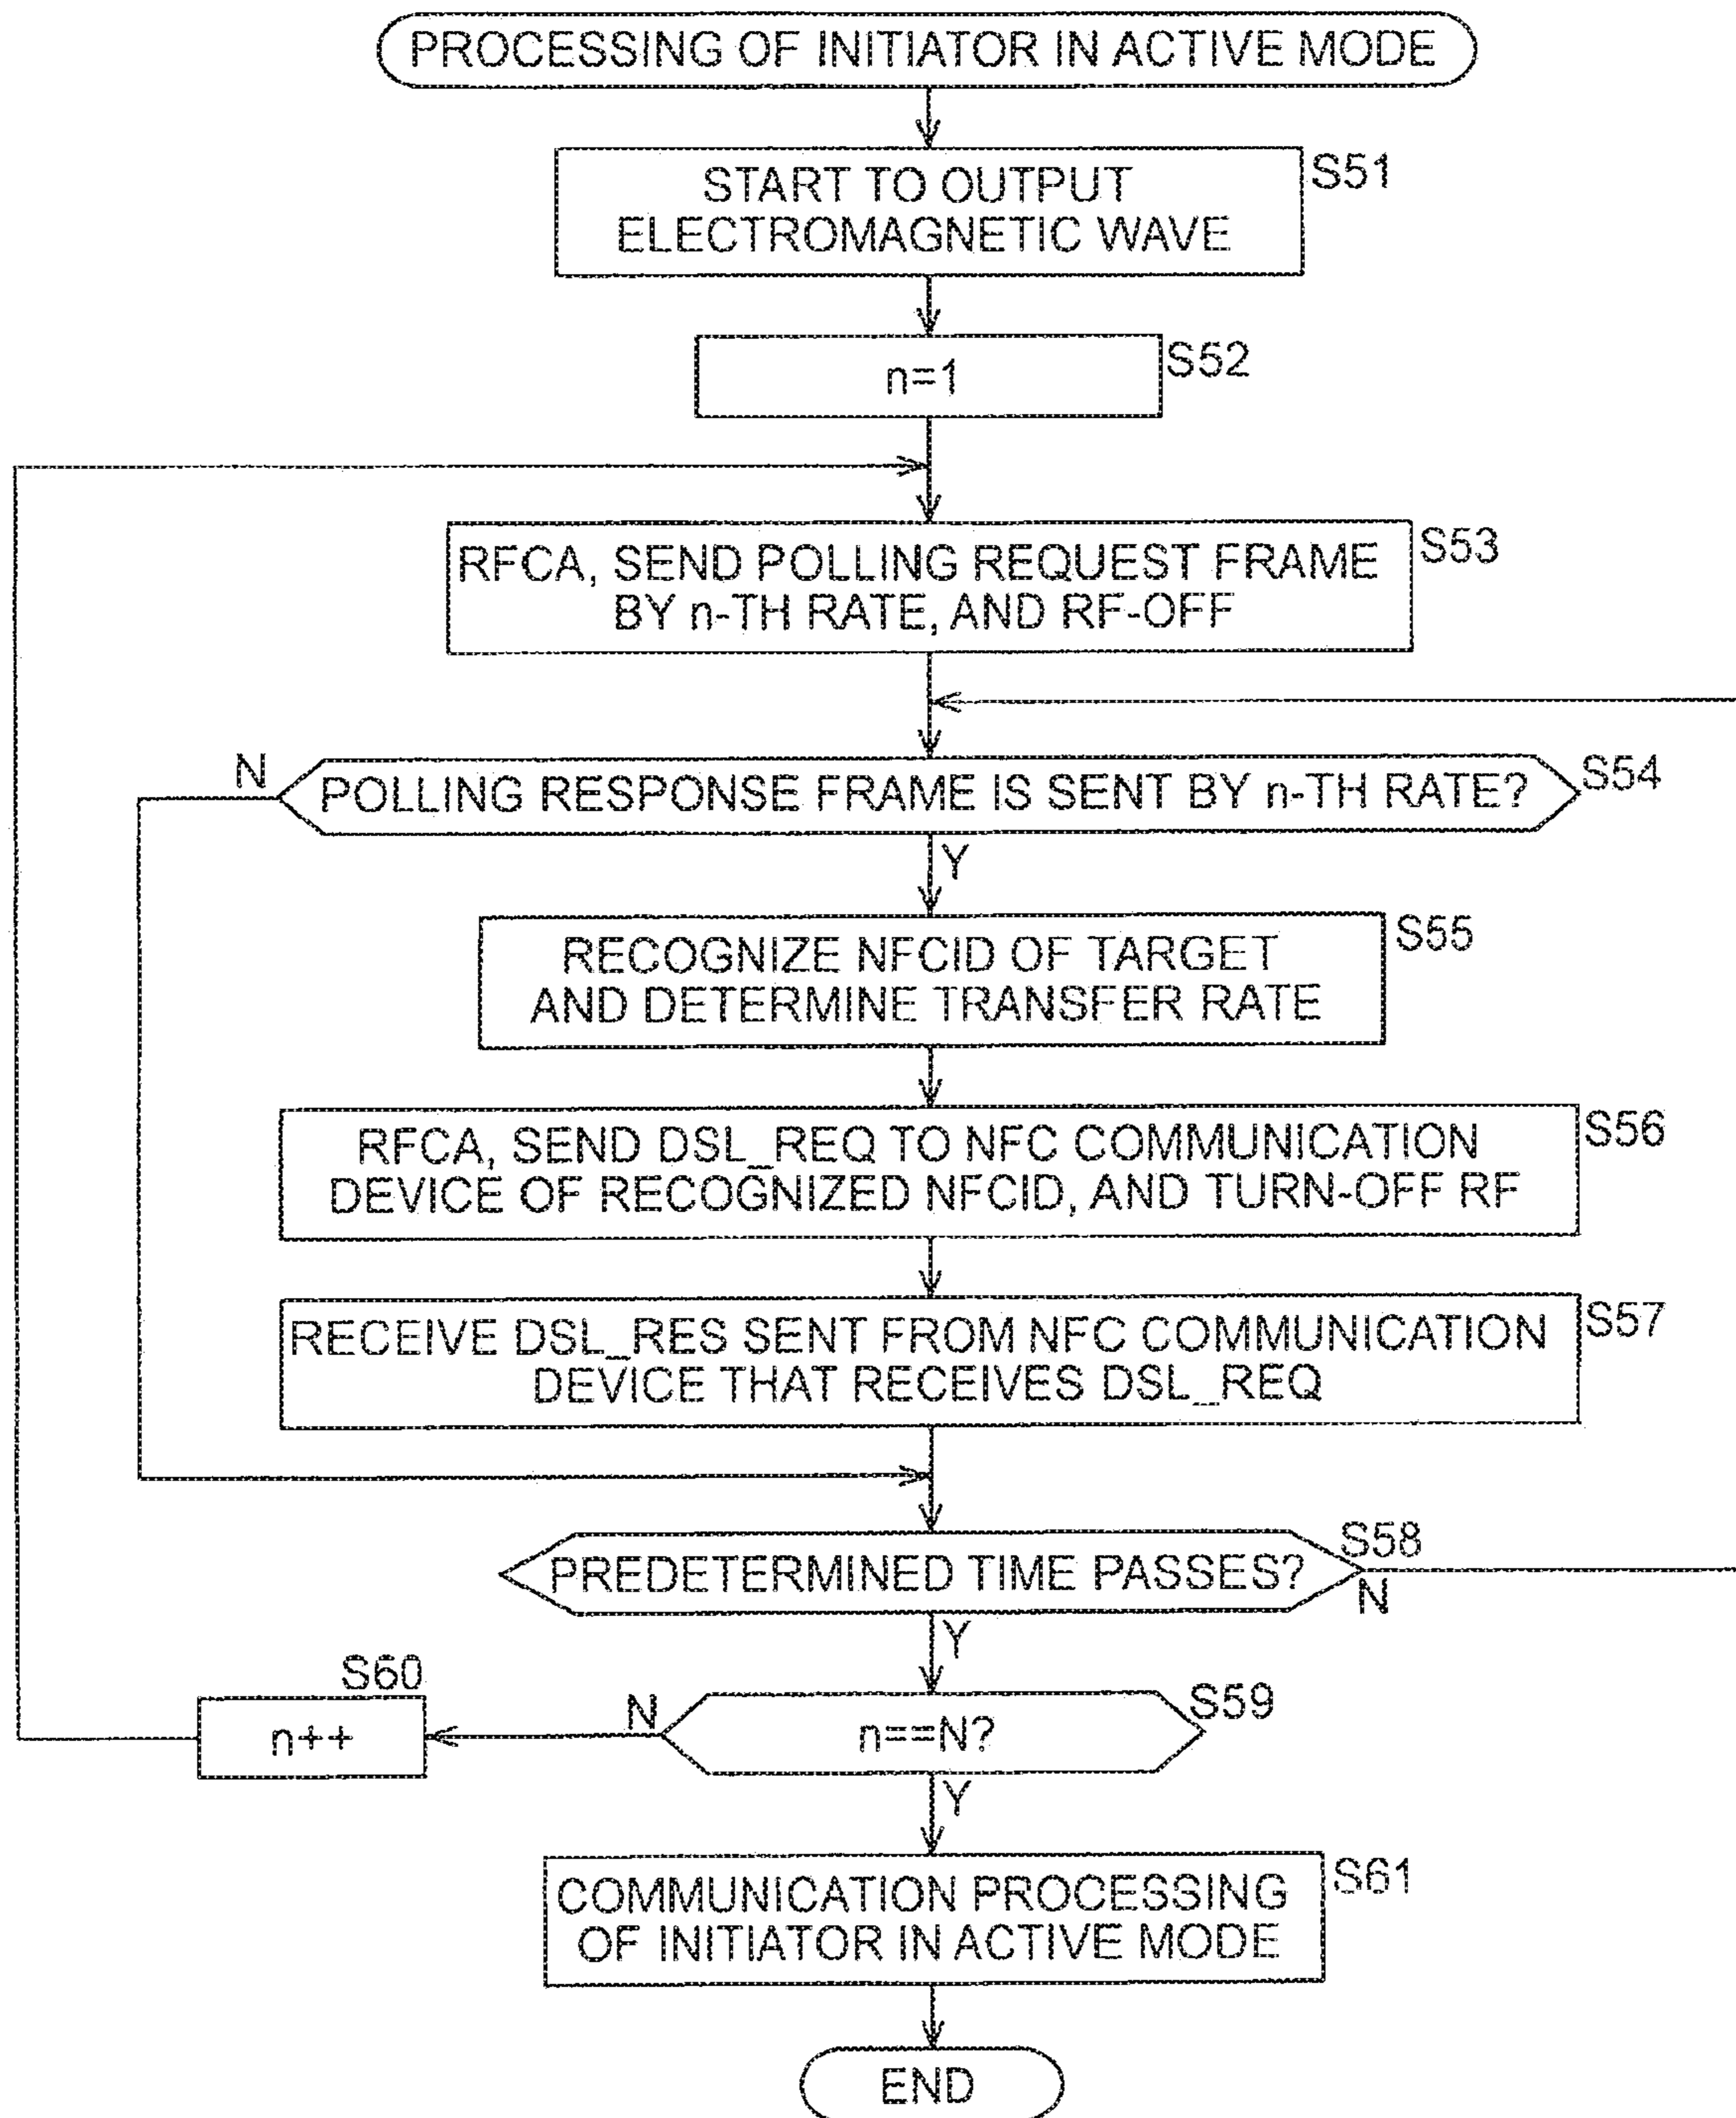 PROCESSING OF INITIATOR IN ACTIVE MODE
START TO OUTPUT
ELECTROMAGNETIC WAVE
S51
n=1
S52
RFCA, SEND POLLING REQUEST FRAME
BY n-TH RATE, AND RF-OFF
S53
N
POLLING RESPONSE FRAME IS SENT BY n-TH RATE?
S54
Y
RECOGNIZE NFCID OF TARGET
AND DETERMINE TRANSFER RATE
S55
RFCA, SEND DSL_REQ TO NFC COMMUNICATION
DEVICE OF RECOGNIZED NFCID, AND TURN-OFF RF
S56
RECEIVE DSL_RES SENT FROM NFC COMMUNICATION
DEVICE THAT RECEIVES DSL_REQ
S57
PREDETERMINED TIME PASSES?
S58
N
Y
S60
n++
N
n==N?
S59
Y
COMMUNICATION PROCESSING
OF INITIATOR IN ACTIVE MODE
S61
END